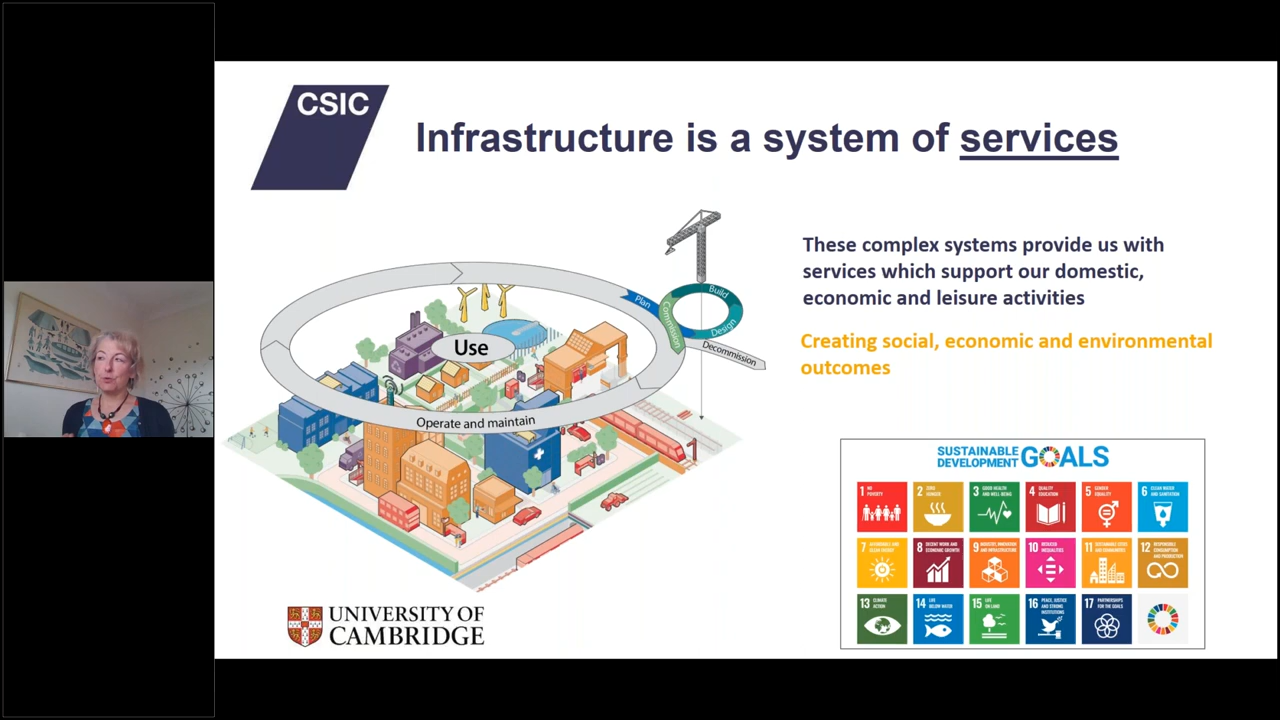 CSIC
Infrastructure is a system of services
These complex systems provide us with
services which support our domestic,
economic and leisure activities
Creating social, economic and environmental
outcomes
Plan
Commission
Build
Design
Decommission
Use
Operate and maintain
SUSTAINABLE
DEVELOPMENT GOALS
1 NO
POVERTY
2 ZERO
HUNGER
3 GOOD HEALTH
AND WELL-BEING
4 QUALITY
EDUCATION
5 GENDER
EQUALITY
6 CLEAN WATER
AND SANITATION
7 AFFORDABLE AND
CLEAN ENERGY
8 DECENT WORK AND
ECONOMIC GROWTH
9 INDUSTRY, INNOVATION
AND INFRASTRUCTURE
10 REDUCED
INEQUALITIES
11 SUSTAINABLE CITIES
AND COMMUNITIES
12 RESPONSIBLE
CONSUMPTION
AND PRODUCTION
13 CLIMATE
ACTION
14 LIFE
BELOW WATER
15 LIFE
ON LAND
16 PEACE, JUSTICE
AND STRONG
INSTITUTIONS
17 PARTNERSHIPS
FOR THE GOALS
UNIVERSITY OF
CAMBRIDGE